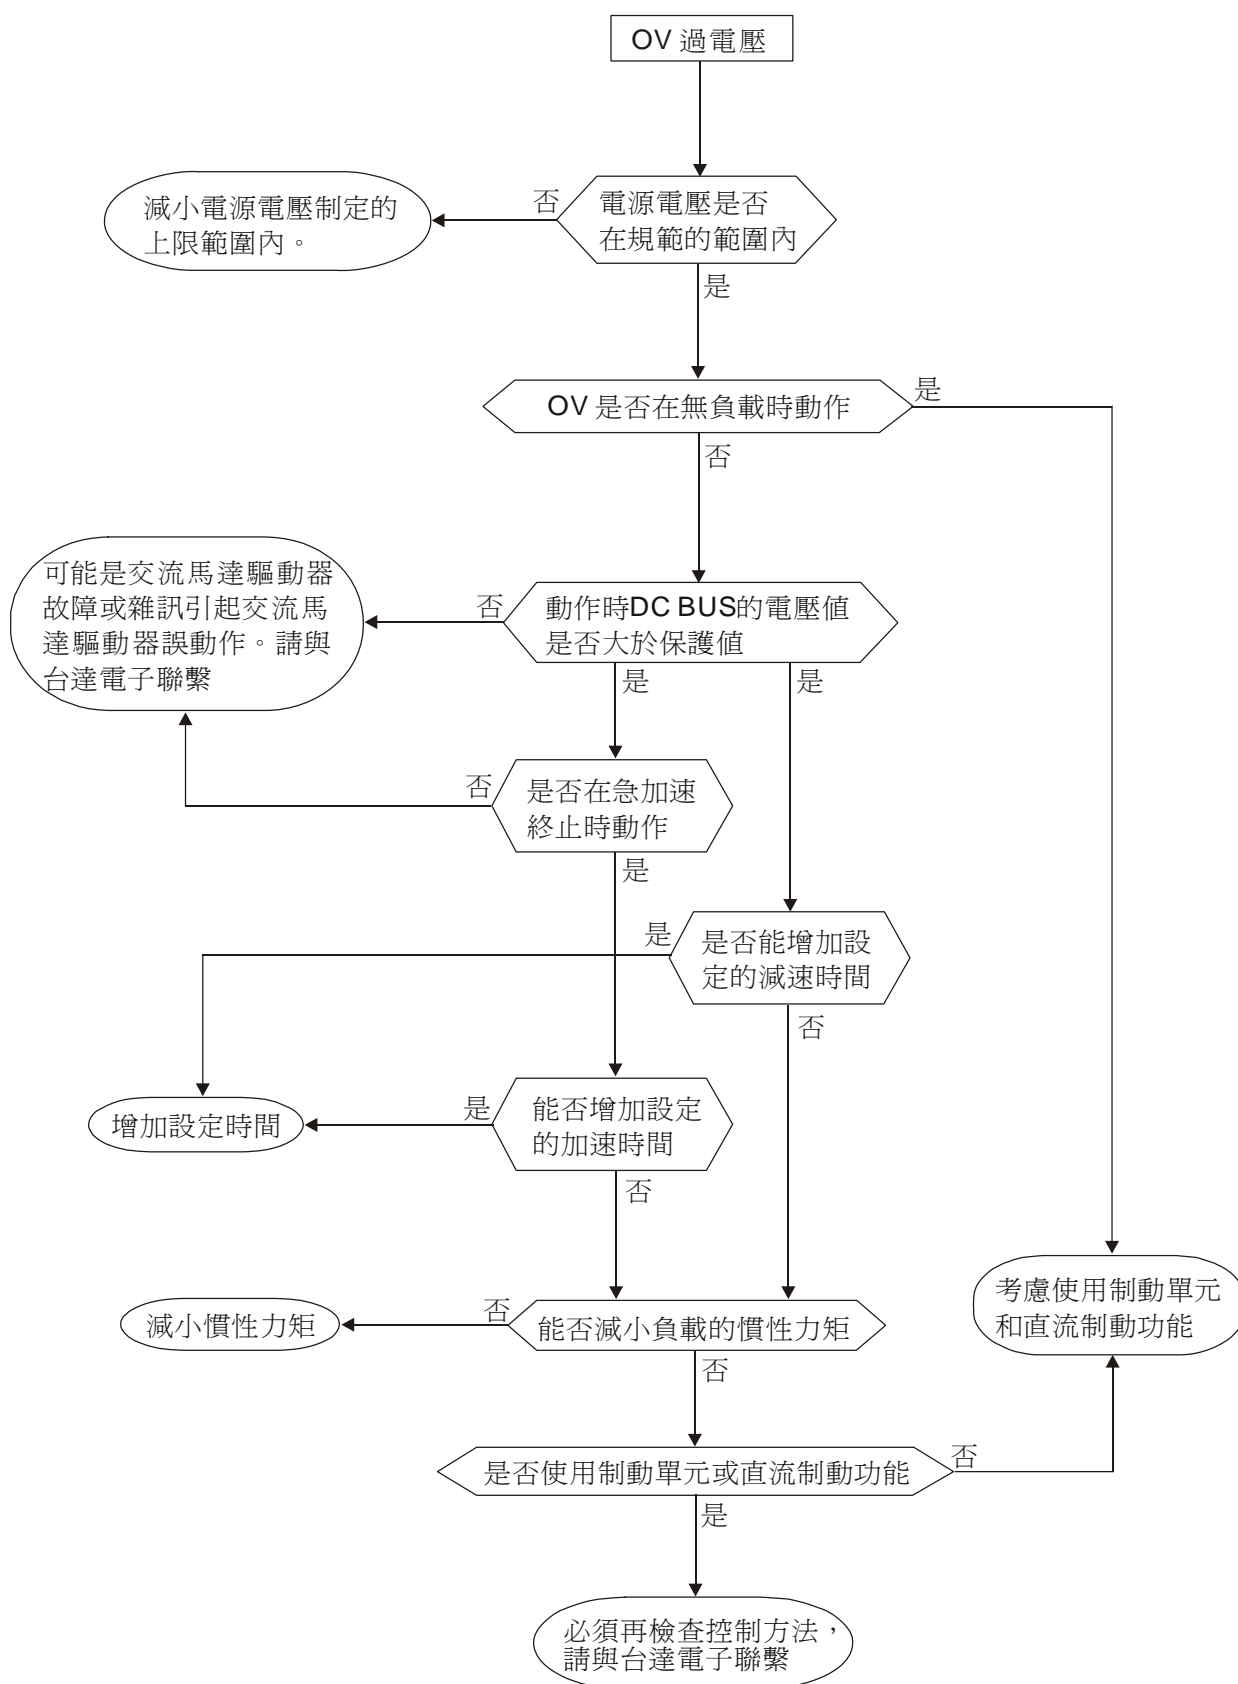 OV 過電壓
否
減小電源電壓制定的
上限範圍內。
電源電壓是否
在規範的範圍內
是
是
OV 是否在無負載時動作
否
可能是交流馬達驅動器
故障或雜訊引起交流馬
達驅動器誤動作。請與
台達電子聯繫
否
動作時DC BUS的電壓值
是否大於保護值
是
是
否
是否在急加速
終止時動作
是
是
是否能增加設
定的減速時間
否
增加設定時間
是
能否增加設定
的加速時間
否
減小慣性力矩
否
能否減小負載的慣性力矩
考慮使用制動單元
和直流制動功能
否
是否使用制動單元或直流制動功能
否
是
必須再檢查控制方法，
請與台達電子聯繫